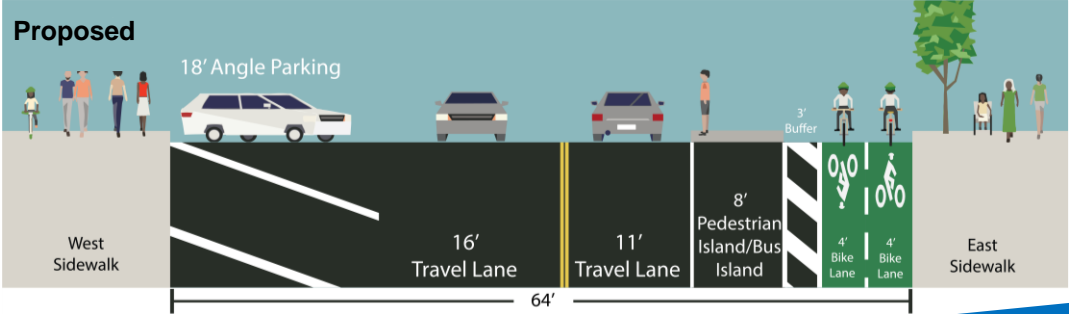 Proposed
18' Angle Parking
3'
Buffer
West
Sidewalk
16'
Travel Lane
11'
Travel Lane
8'
Pedestrian
Island/Bus
Island
4'
Bike
Lane
4'
Bike
Lane
East
Sidewalk
64'